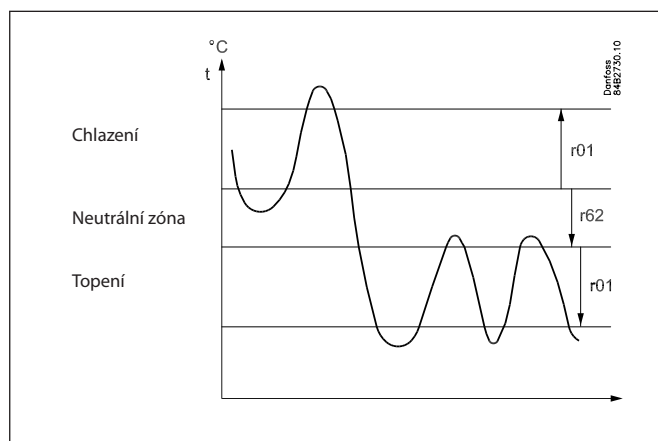 °C
t
Danfoss
84B2730.10
Chlazení
r01
Neutrální zóna
r62
Topení
r01